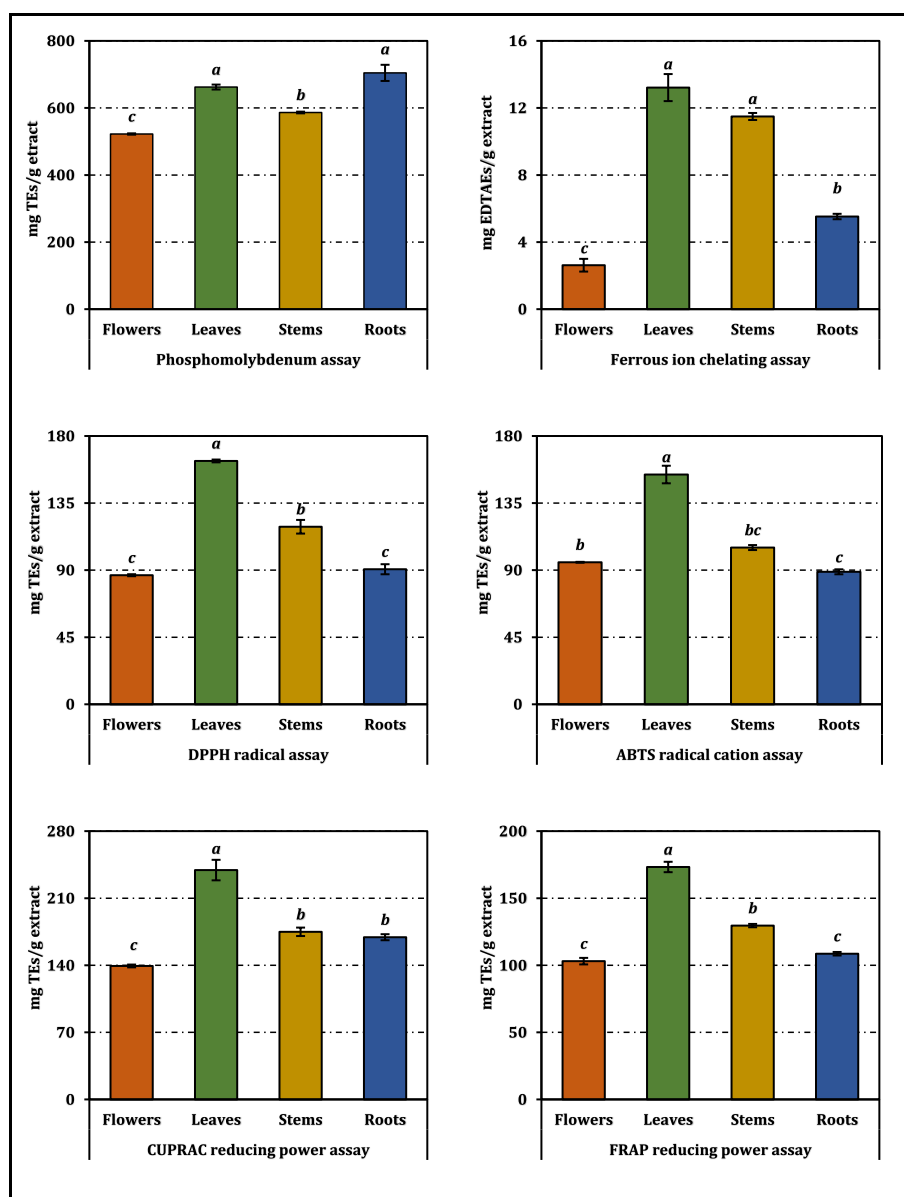 800
600
400
200
0
mg TEs/g etract
c
a
b
a
Flowers Leaves Stems Roots
Phosphomolybdenum assay
16
12
8
4
0
mg EDTAEs/g extract
c
a
a
b
Flowers Leaves Stems Roots
Ferrous ion chelating assay
180
135
90
45
0
mg TEs/g extract
c
a
b
c
Flowers Leaves Stems Roots
DPPH radical assay
180
135
90
45
0
mg TEs/g extract
b
a
bc
c
Flowers Leaves Stems Roots
ABTS radical cation assay
280
210
140
70
0
mg TEs/g extract
c
a
b
b
Flowers Leaves Stems Roots
CUPRAC reducing power assay
200
150
100
50
0
mg TEs/g extract
c
a
b
c
Flowers Leaves Stems Roots
FRAP reducing power assay